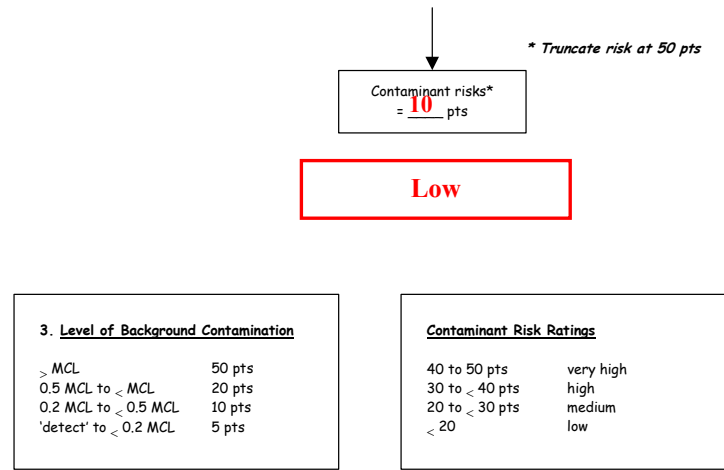 * Truncate risk at 50 pts
Contaminant risks*
= 10 pts
Low
3. Level of Background Contamination
> MCL 50 pts
0.5 MCL to < MCL 20 pts
0.2 MCL to < 0.5 MCL 10 pts
‘detect’ to < 0.2 MCL 5 pts
Contaminant Risk Ratings
40 to 50 pts very high
30 to < 40 pts high
20 to < 30 pts medium
< 20 low